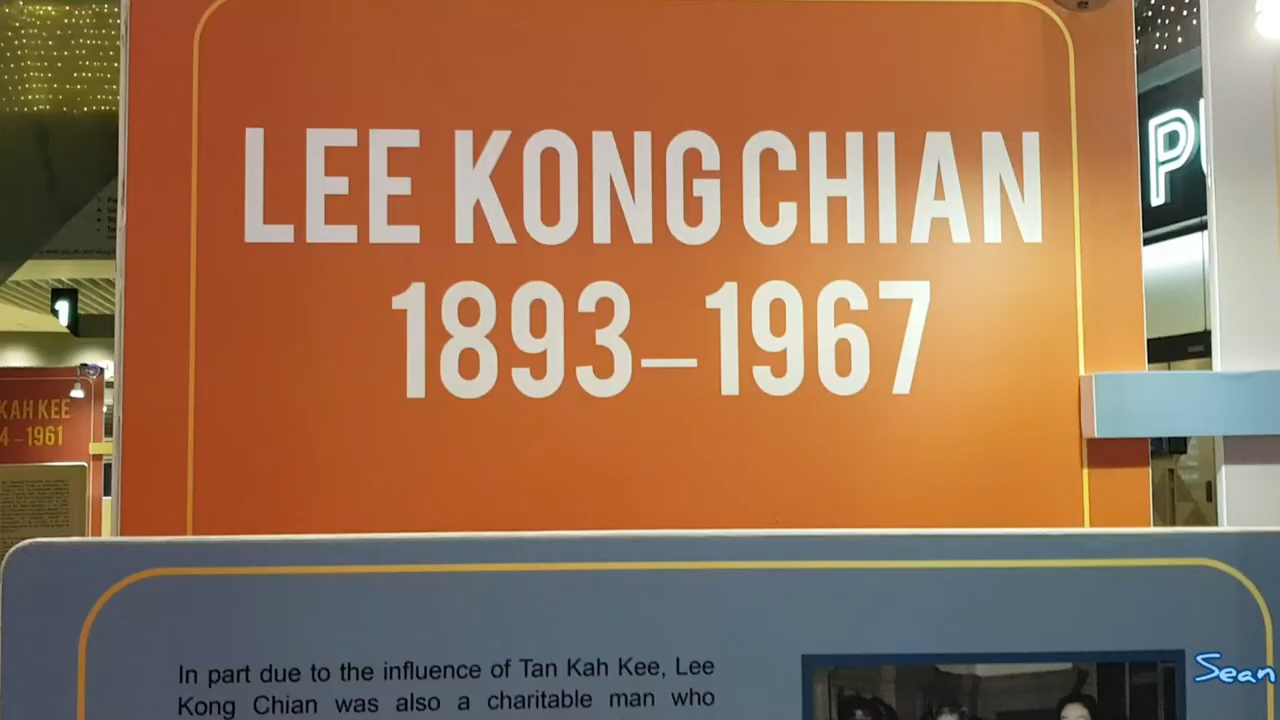 LEE KONG CHIAN
1893–1967
P
1
KAH KEE
4–1961
In part due to the influence of Tan Kah Kee, Lee
Kong Chian was also a charitable man who
Sean